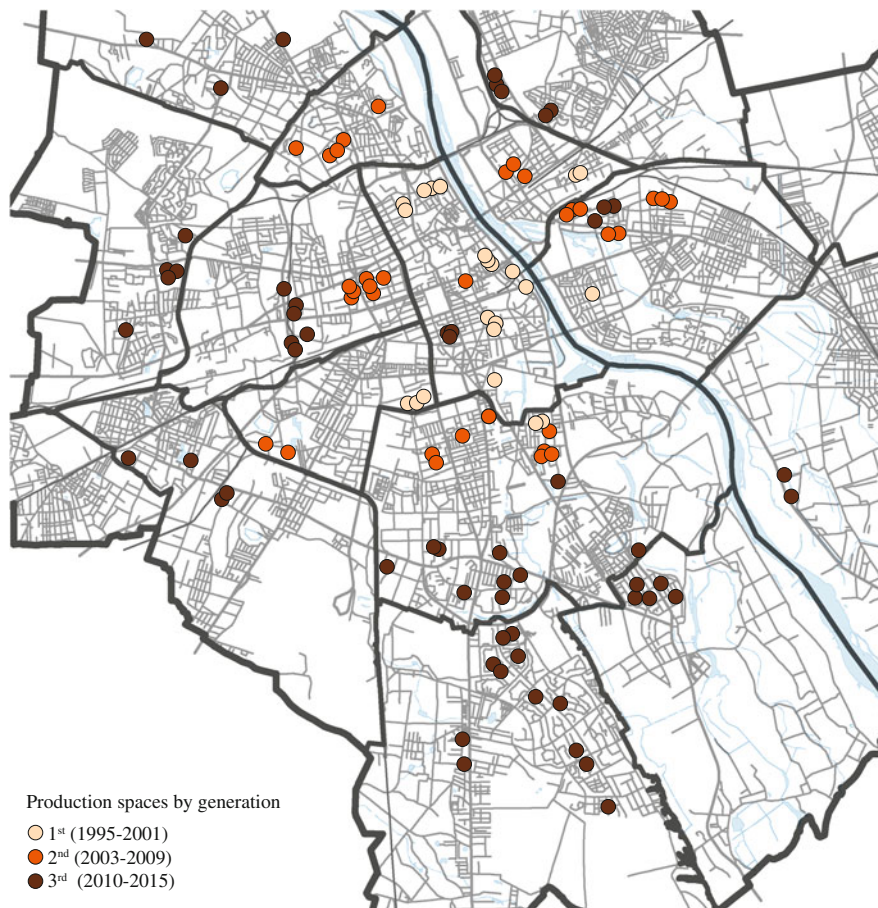 Production spaces by generation
1st (1995-2001)
2nd (2003-2009)
3rd (2010-2015)